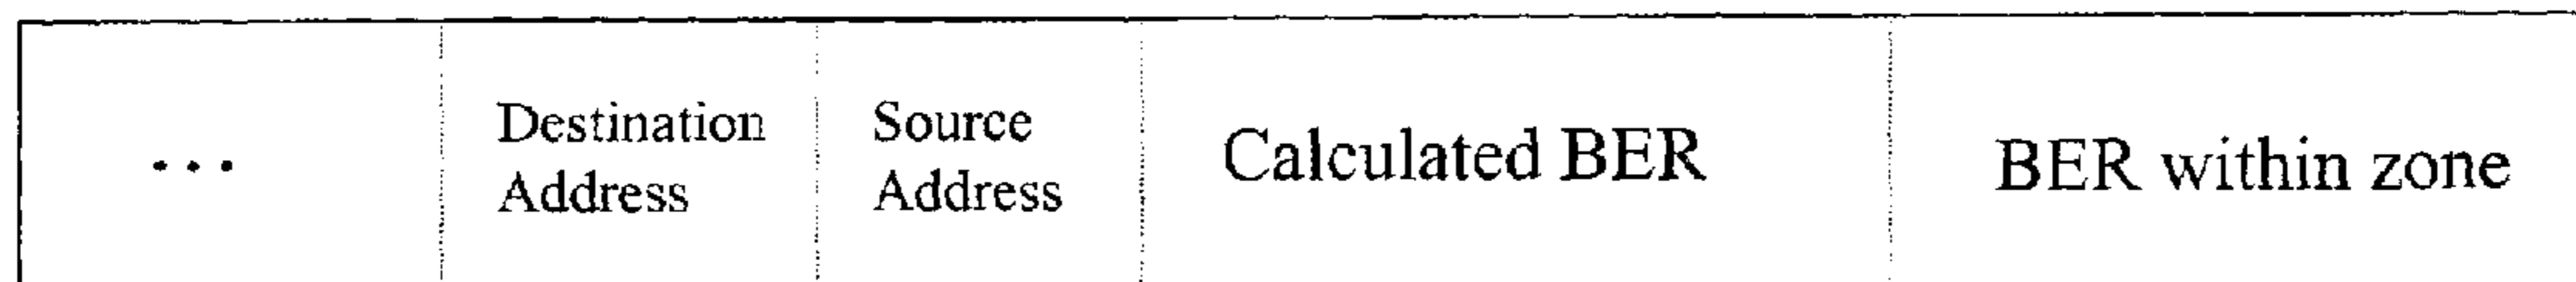 ...
Destination
Address
Source
Address
Calculated BER
BER within zone